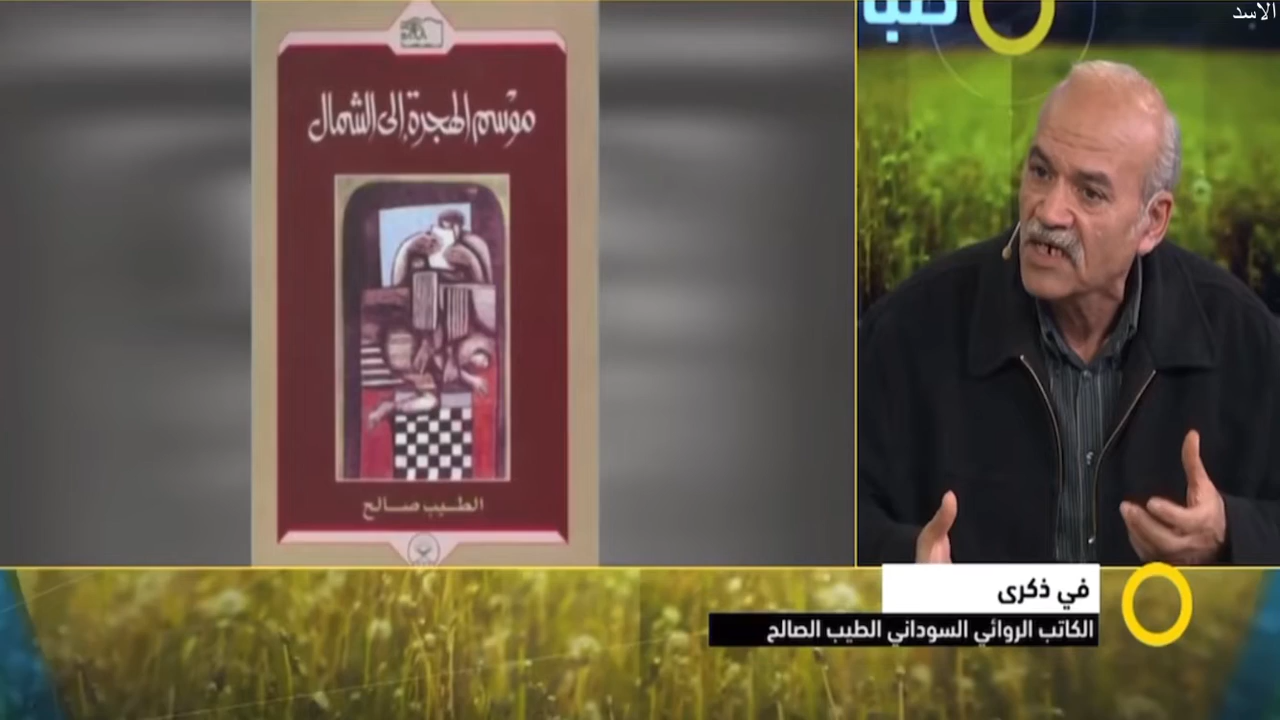 الاسد
موسم الهجرة إلى الشمال
الطيب صالح
في ذكرى
الكاتب الروائي السوداني الطيب الصالح